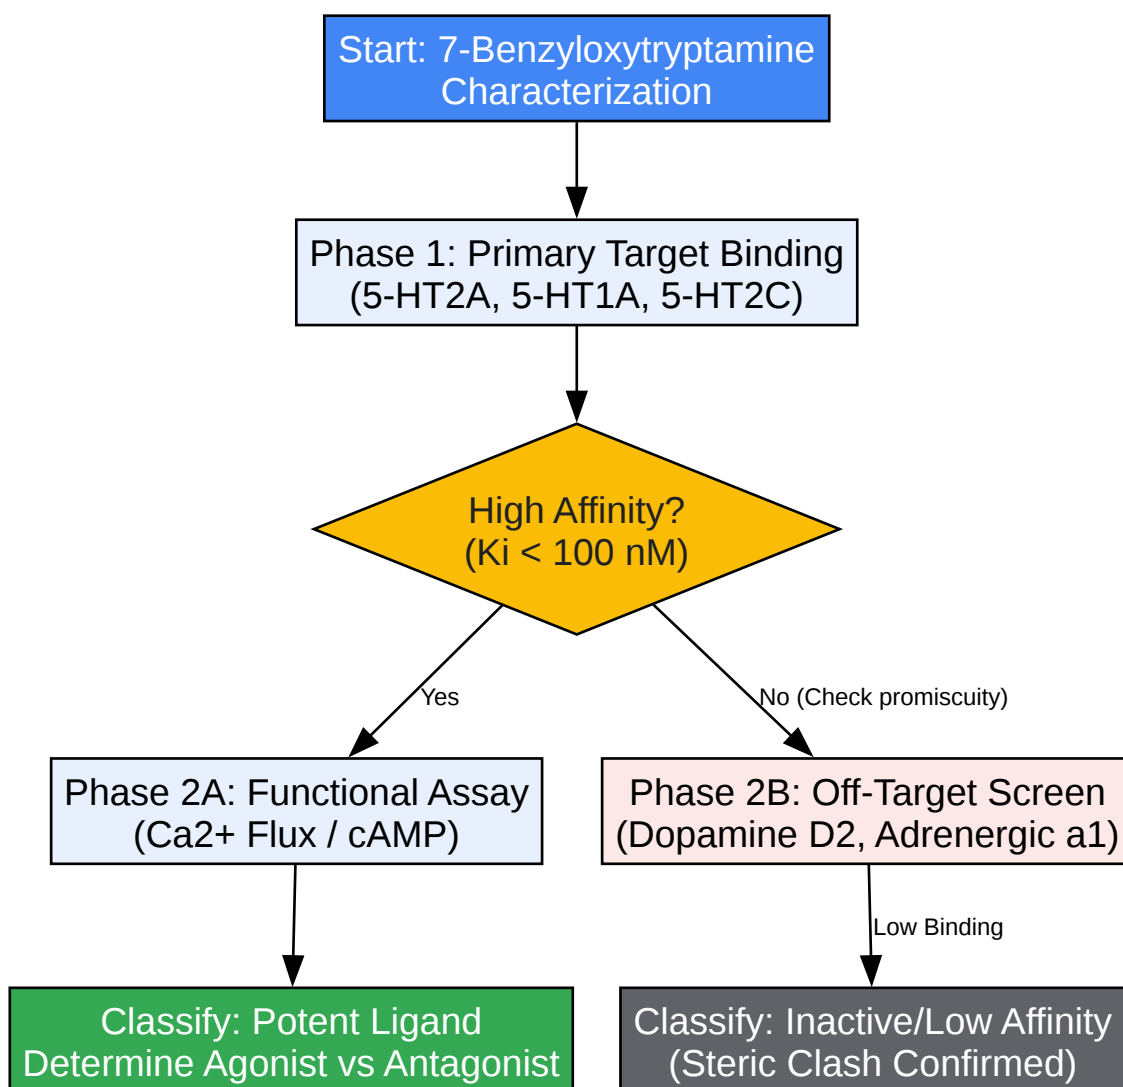 Start: 7-Benzyloxytryptamine
Characterization
Phase 1: Primary Target Binding
(5-HT2A, 5-HT1A, 5-HT2C)
High Affinity?
(Ki < 100 nM)
Yes
No (Check promiscuity)
Phase 2A: Functional Assay
(Ca2+ Flux / cAMP)
Phase 2B: Off-Target Screen
(Dopamine D2, Adrenergic a1)
Low Binding
Classify: Potent Ligand
Determine Agonist vs Antagonist
Classify: Inactive/Low Affinity
(Steric Clash Confirmed)